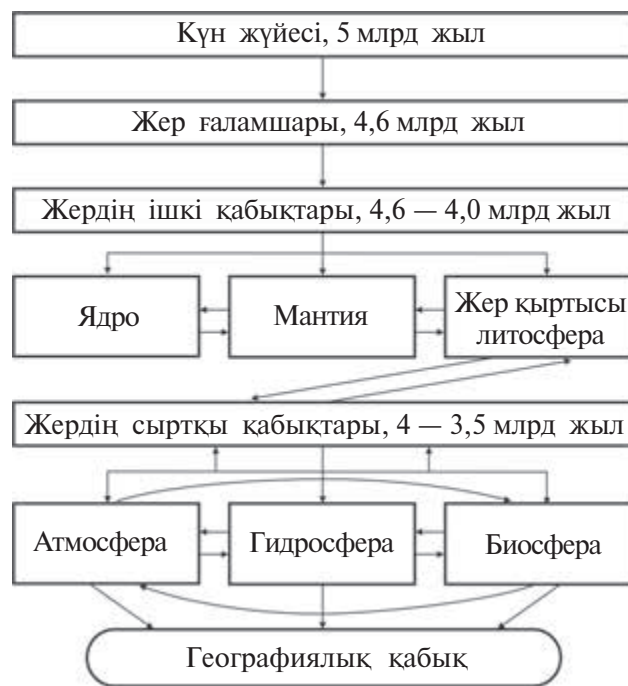 Күн жүйесі, 5 млрд жыл
Жер ғаламшары, 4,6 млрд жыл
Жердің ішкі қабықтары, 4,6 — 4,0 млрд жыл
Ядро
Мантия
Жер қыртысы
литосфера
Жердің сыртқы қабықтары, 4 — 3,5 млрд жыл
Атмосфера
Гидросфера
Биосфера
Географиялық қабық